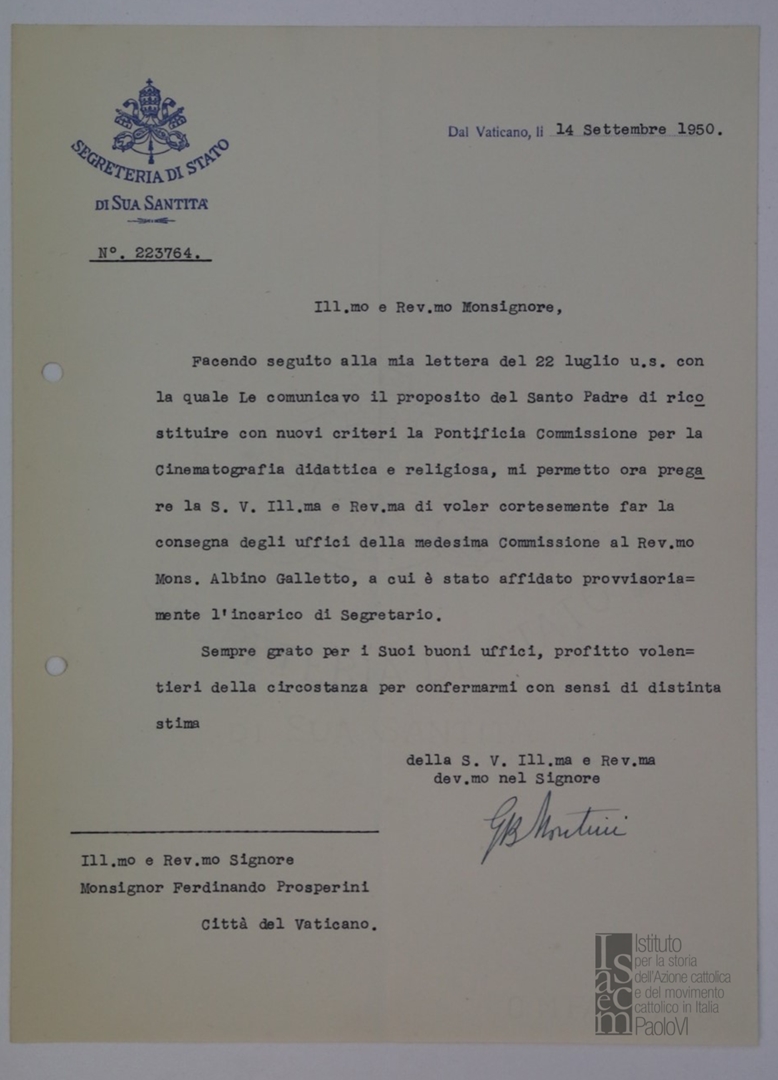 SEGRETERIA DI STATO
DI SUA SANTITA'
Dal Vaticano, li 14 Settembre 1950.
N°. 223764.
Ill.mo e Rev.mo Monsignore,
Facendo seguito alla mia lettera del 22 luglio u.s. con
la quale Le comunicavo il proposito del Santo Padre di rico
stituire con nuovi criteri la Pontificia Commissione per la
Cinematografia didattica e religiosa, mi permetto ora prega
re la S. V. Ill.ma e Rev.ma di voler cortesemente far la
consegna degli uffici della medesima Commissione al Rev.mo
Mons. Albino Galletto, a cui è stato affidato provvisoria=
mente l'incarico di Segretario.
Sempre grato per i Suoi buoni uffici, profitto volen=
tieri della circostanza per confermarmi con sensi di distinta
stima
della S. V. Ill.ma e Rev.ma
dev.mo nel Signore
GB Montini
Ill.mo e Rev.mo Signore
Monsignor Ferdinando Prosperini
Città del Vaticano.
Isacem
Istituto
per la storia
dell'Azione cattolica
e del movimento
cattolico in Italia
PaoloVI